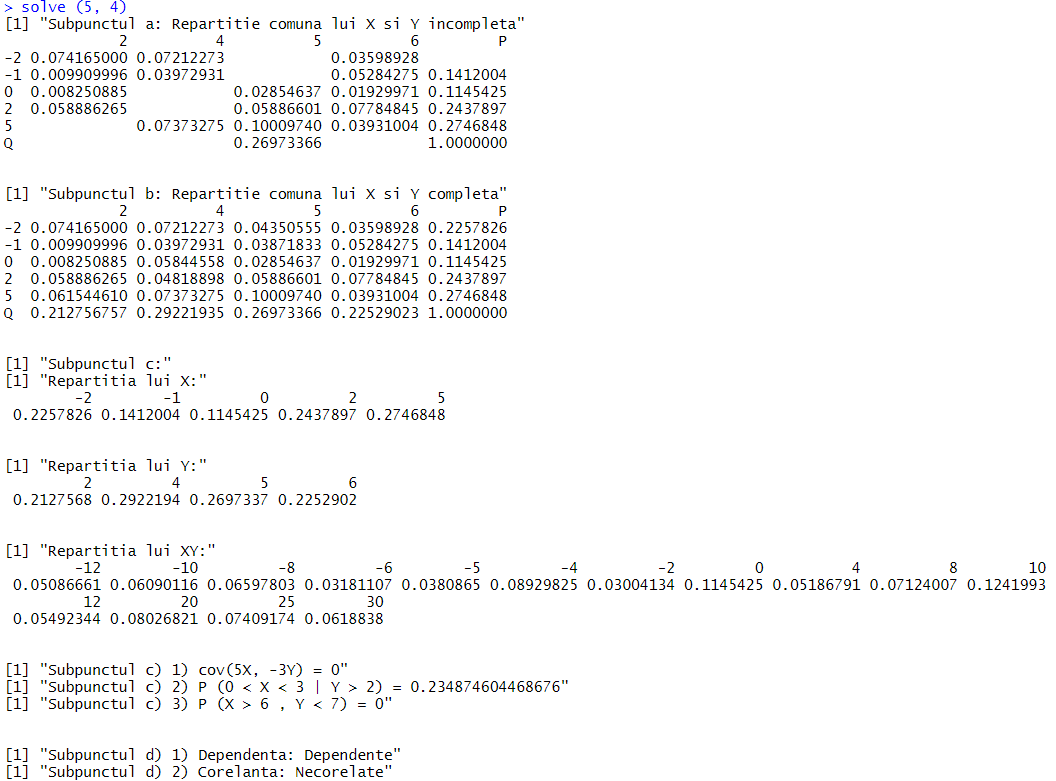 > solve (5, 4)
[1] "Subpunctul a: Repartitie comuna lui X si Y incompleta"
2 4 5 6 P
-2 0.074165000 0.07212273 0.03598928
-1 0.009909996 0.03972931 0.05284275 0.1412004
0 0.008250885 0.02854637 0.01929971 0.1145425
2 0.058886265 0.05886601 0.07784845 0.2437897
5 0.07373275 0.10009740 0.03931004 0.2746848
Q 0.26973366 1.0000000
[1] "Subpunctul b: Repartitie comuna lui X si Y completa"
2 4 5 6 P
-2 0.074165000 0.07212273 0.04350555 0.03598928 0.2257826
-1 0.009909996 0.03972931 0.03871833 0.05284275 0.1412004
0 0.008250885 0.05844558 0.02854637 0.01929971 0.1145425
2 0.058886265 0.04818898 0.05886601 0.07784845 0.2437897
5 0.061544610 0.07373275 0.10009740 0.03931004 0.2746848
Q 0.212756757 0.29221935 0.26973366 0.22529023 1.0000000
[1] "Subpunctul c:"
[1] "Repartitia lui X:"
-2 -1 0 2 5
0.2257826 0.1412004 0.1145425 0.2437897 0.2746848
[1] "Repartitia lui Y:"
2 4 5 6
0.2127568 0.2922194 0.2697337 0.2252902
[1] "Repartitia lui XY:"
-12 -10 -8 -6 -5 -4 -2 0 4 8 10
0.05086661 0.06090116 0.06597803 0.03181107 0.0380865 0.08929825 0.03004134 0.1145425 0.05186791 0.07124007 0.1241993
12 20 25 30
0.05492344 0.08026821 0.07409174 0.0618838
[1] "Subpunctul c) 1) cov(5X, -3Y) = 0"
[1] "Subpunctul c) 2) P (0 < X < 3 | Y > 2) = 0.234874604468676"
[1] "Subpunctul c) 3) P (X > 6 , Y < 7) = 0"
[1] "Subpunctul d) 1) Dependenta: Dependente"
[1] "Subpunctul d) 2) Corelanta: Necorelate"